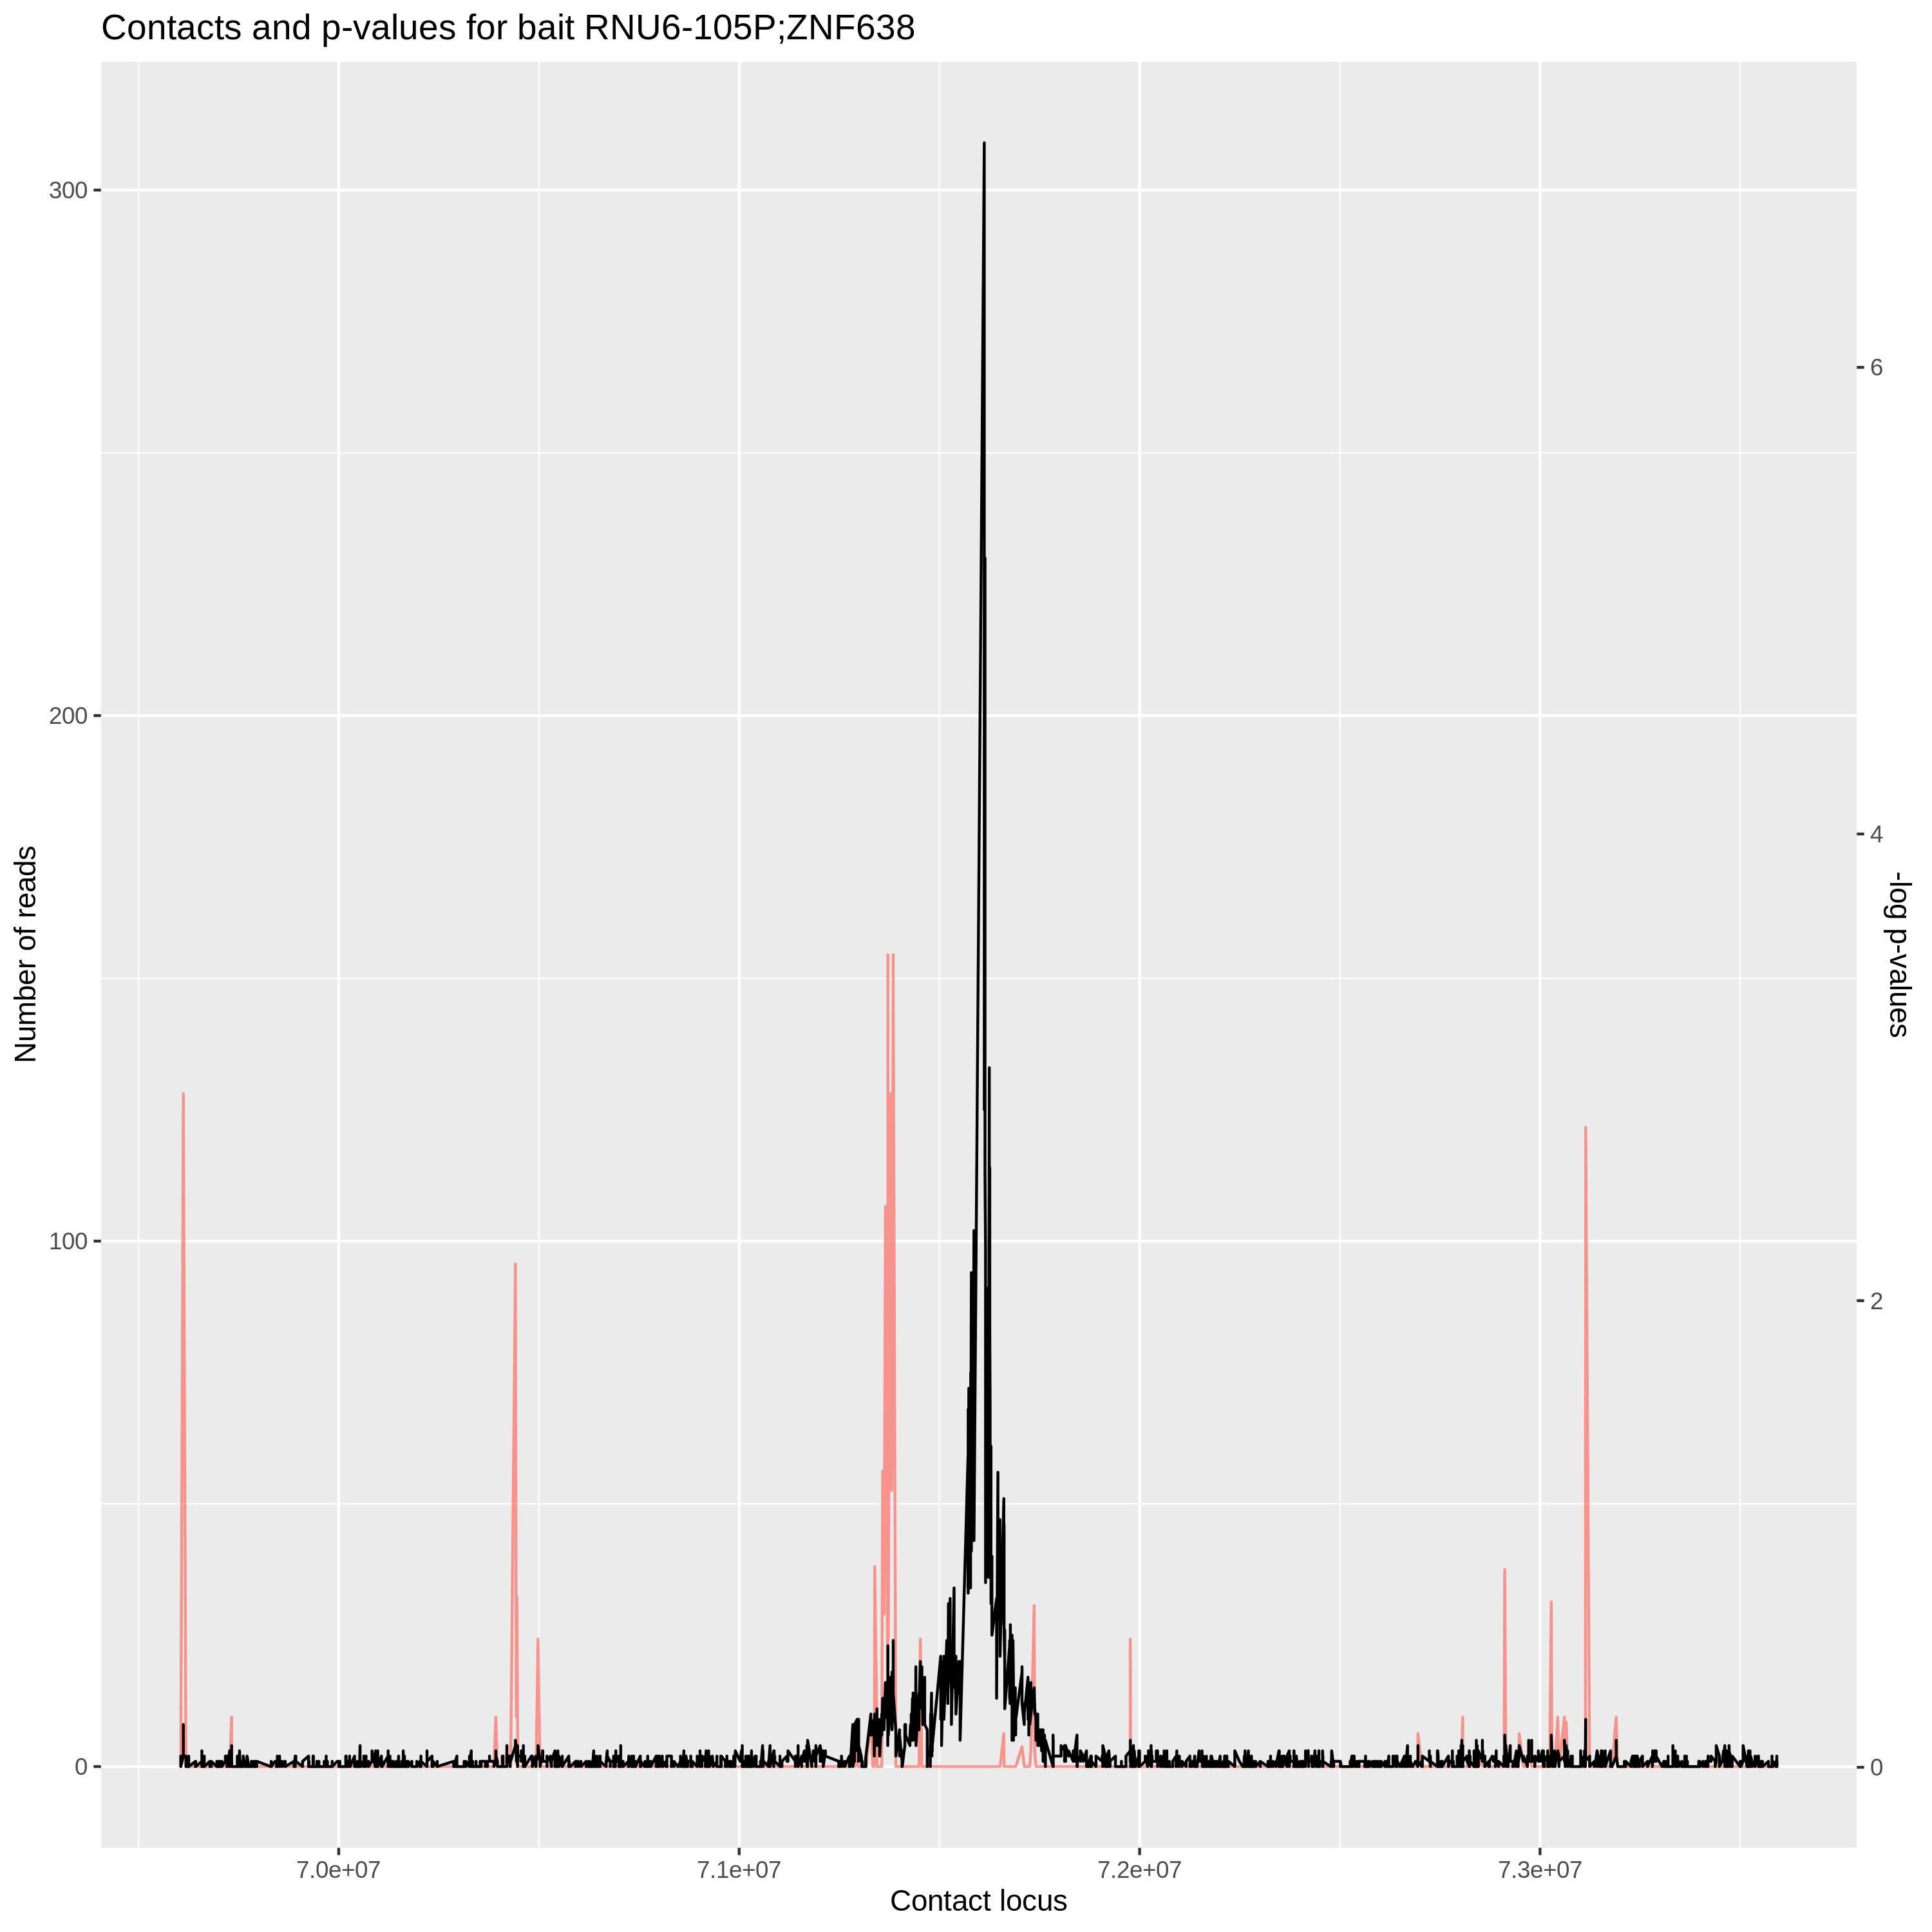 Contacts and p-values for bait RNU6-105P;ZNF638
300
200
100
0
Number of reads
6
4
2
0
-log p-values
7.0e+07
7.1e+07
7.2e+07
7.3e+07
Contact locus